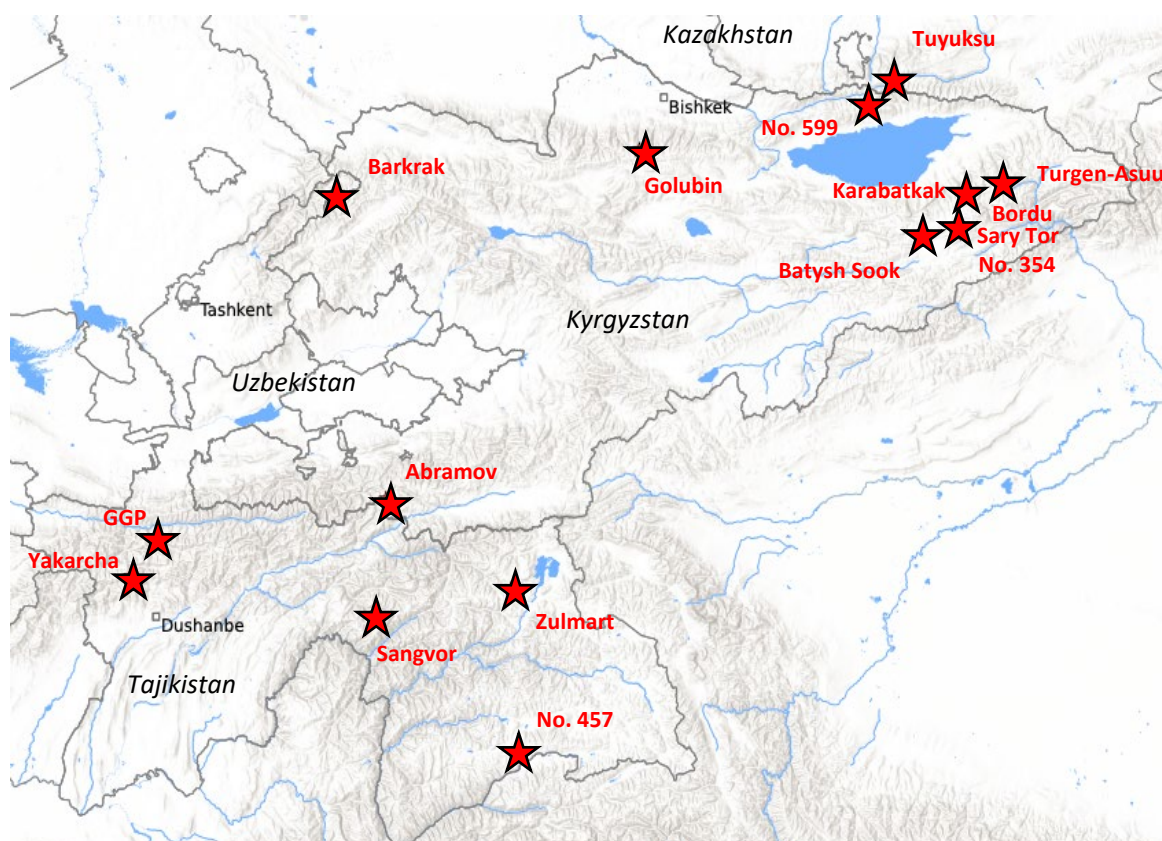 Kazakhstan
Tuyuksu
Bishkek
No. 599
Barkrak
Golubin
Karabatkak
Turgen-Asuu
Bordu
Sary Tor
Batysh Sook
No. 354
Tashkent
Kyrgyzstan
Uzbekistan
Abramov
GGP
Yakarcha
Dushanbe
Zulmart
Sangvor
Tajikistan
No. 457